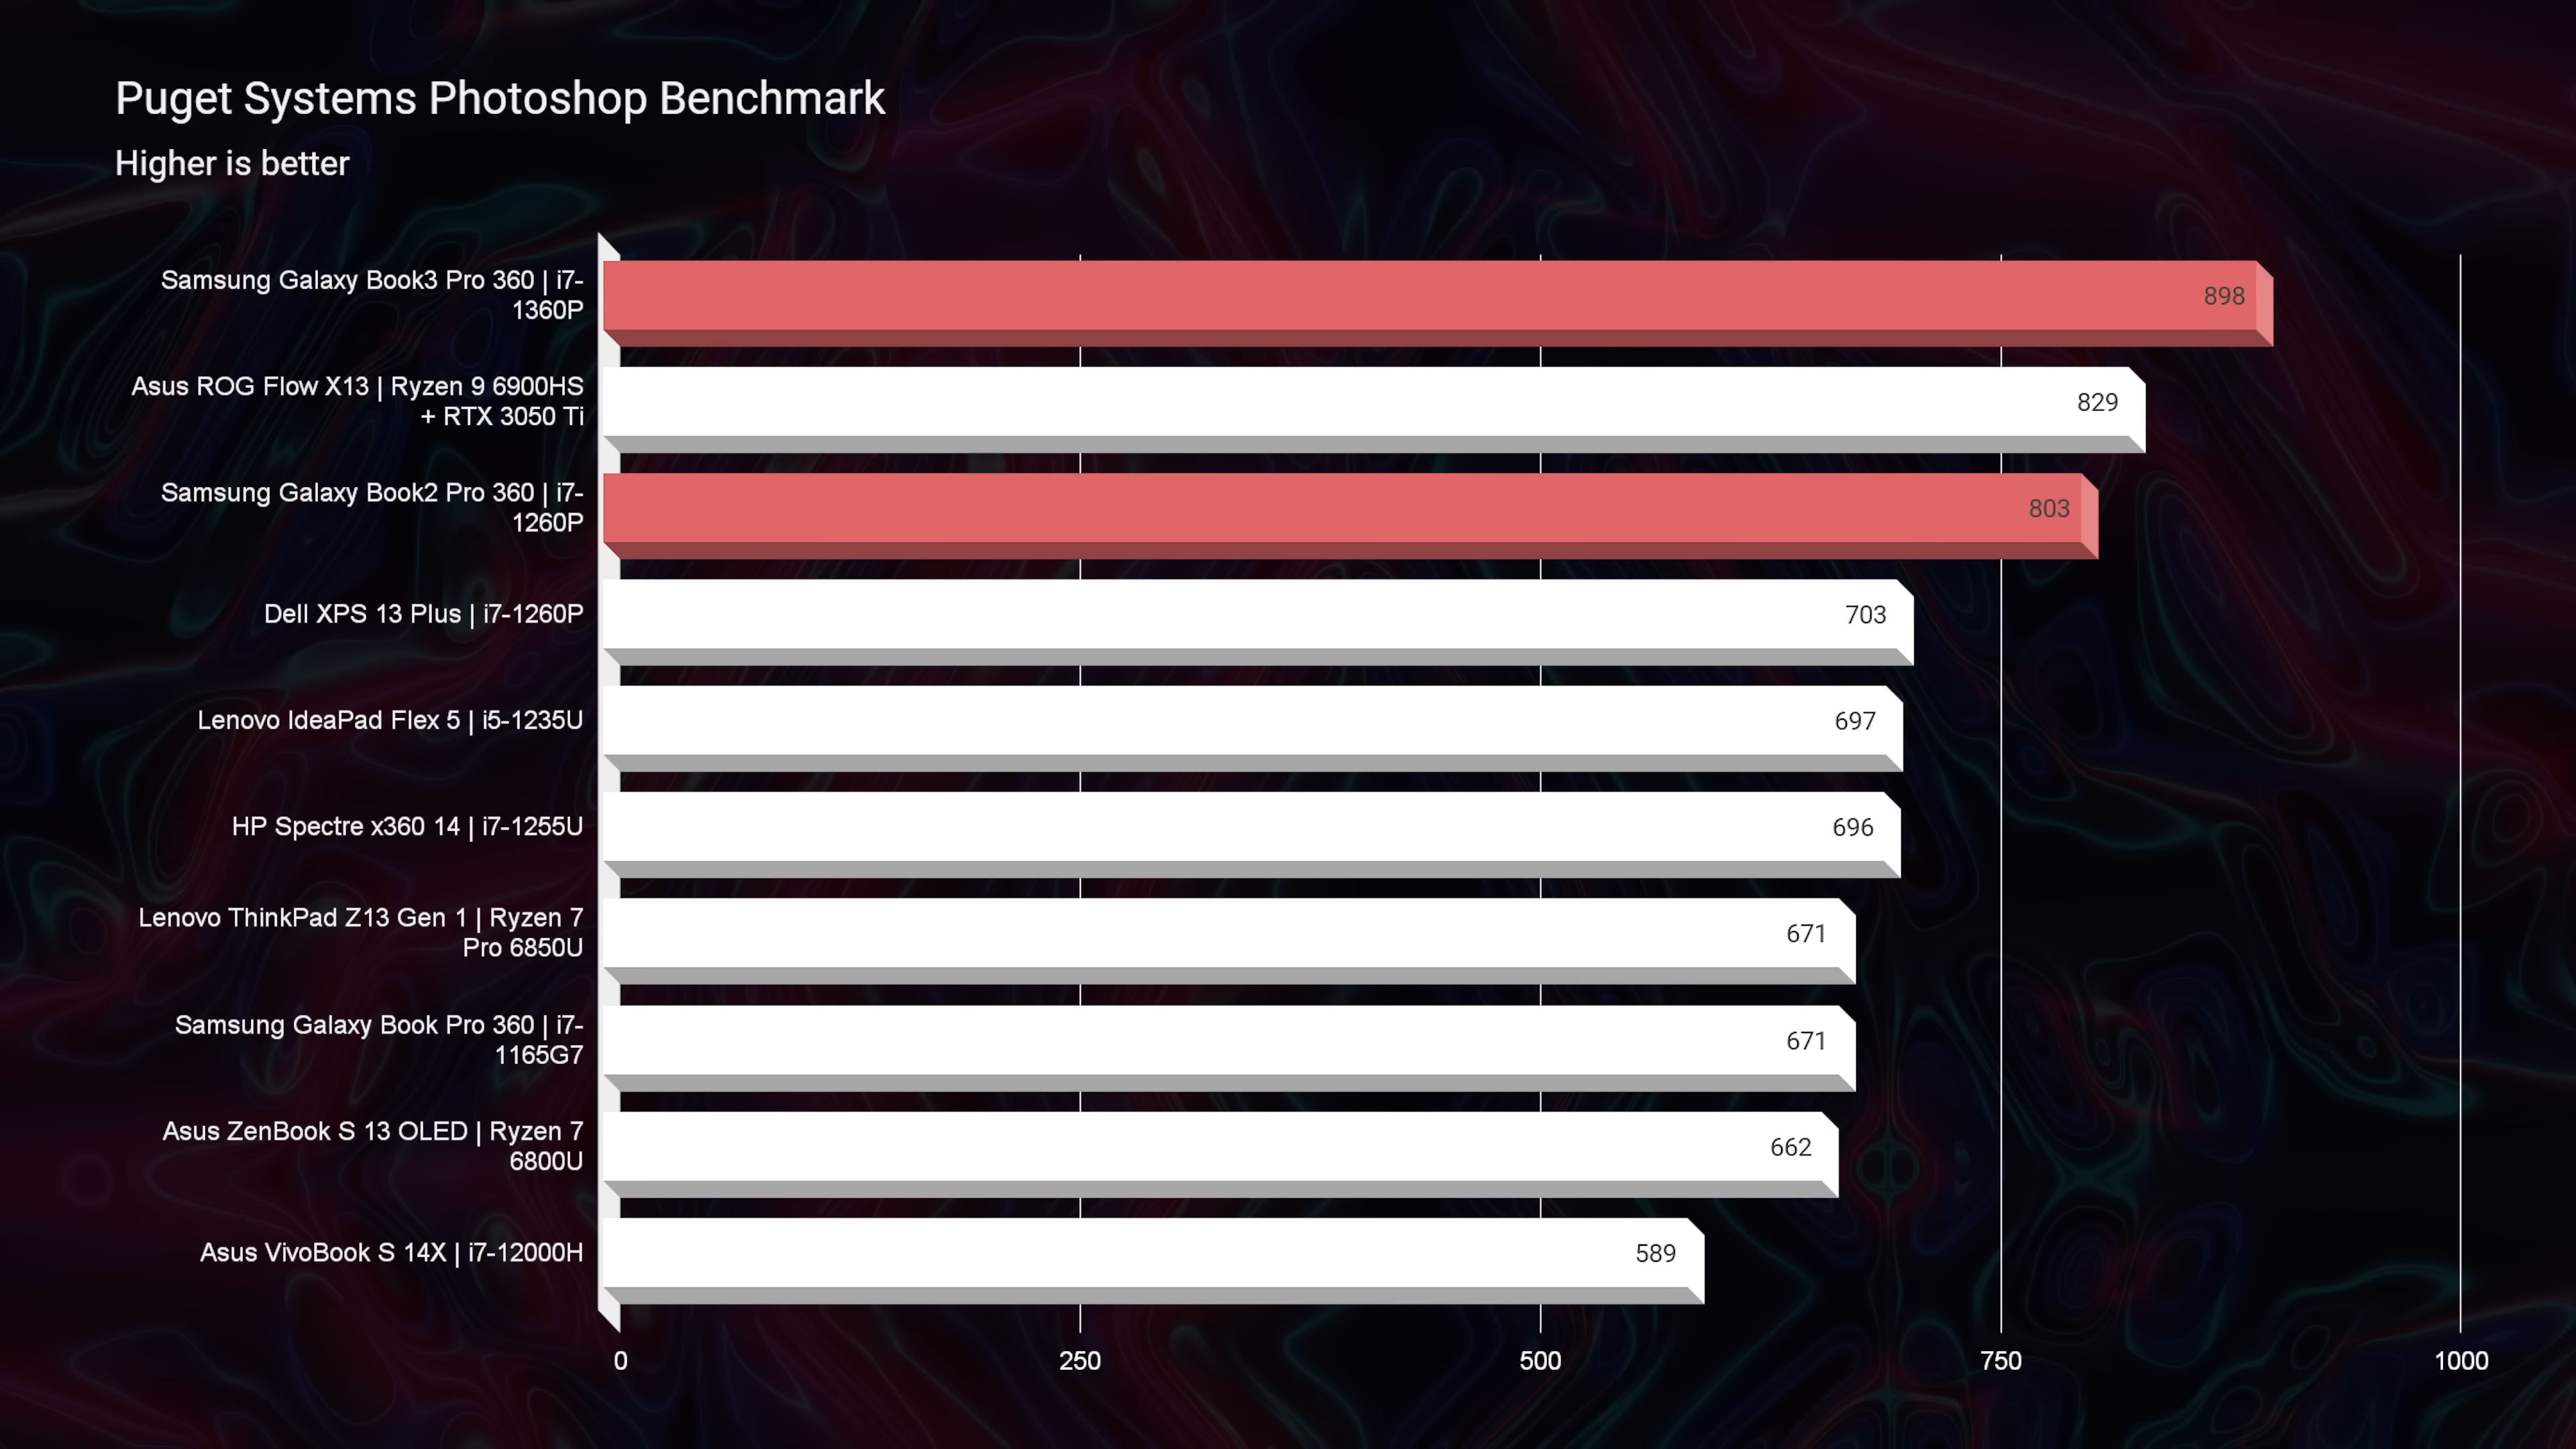 Puget Systems Photoshop Benchmark
Higher is better
Samsung Galaxy Book3 Pro 360 | i7-
1360P
898
Asus ROG Flow X13 | Ryzen 9 6900HS
+ RTX 3050 Ti
829
Samsung Galaxy Book2 Pro 360 | i7-
1260P
803
Dell XPS 13 Plus | i7-1260P
703
Lenovo IdeaPad Flex 5 | i5-1235U
697
HP Spectre x360 14 | i7-1255U
696
Lenovo ThinkPad Z13 Gen 1 | Ryzen 7
Pro 6850U
671
Samsung Galaxy Book Pro 360 | i7-
1165G7
671
Asus ZenBook S 13 OLED | Ryzen 7
6800U
662
Asus VivoBook S 14X | i7-12000H
589
0 250 500 750 1000